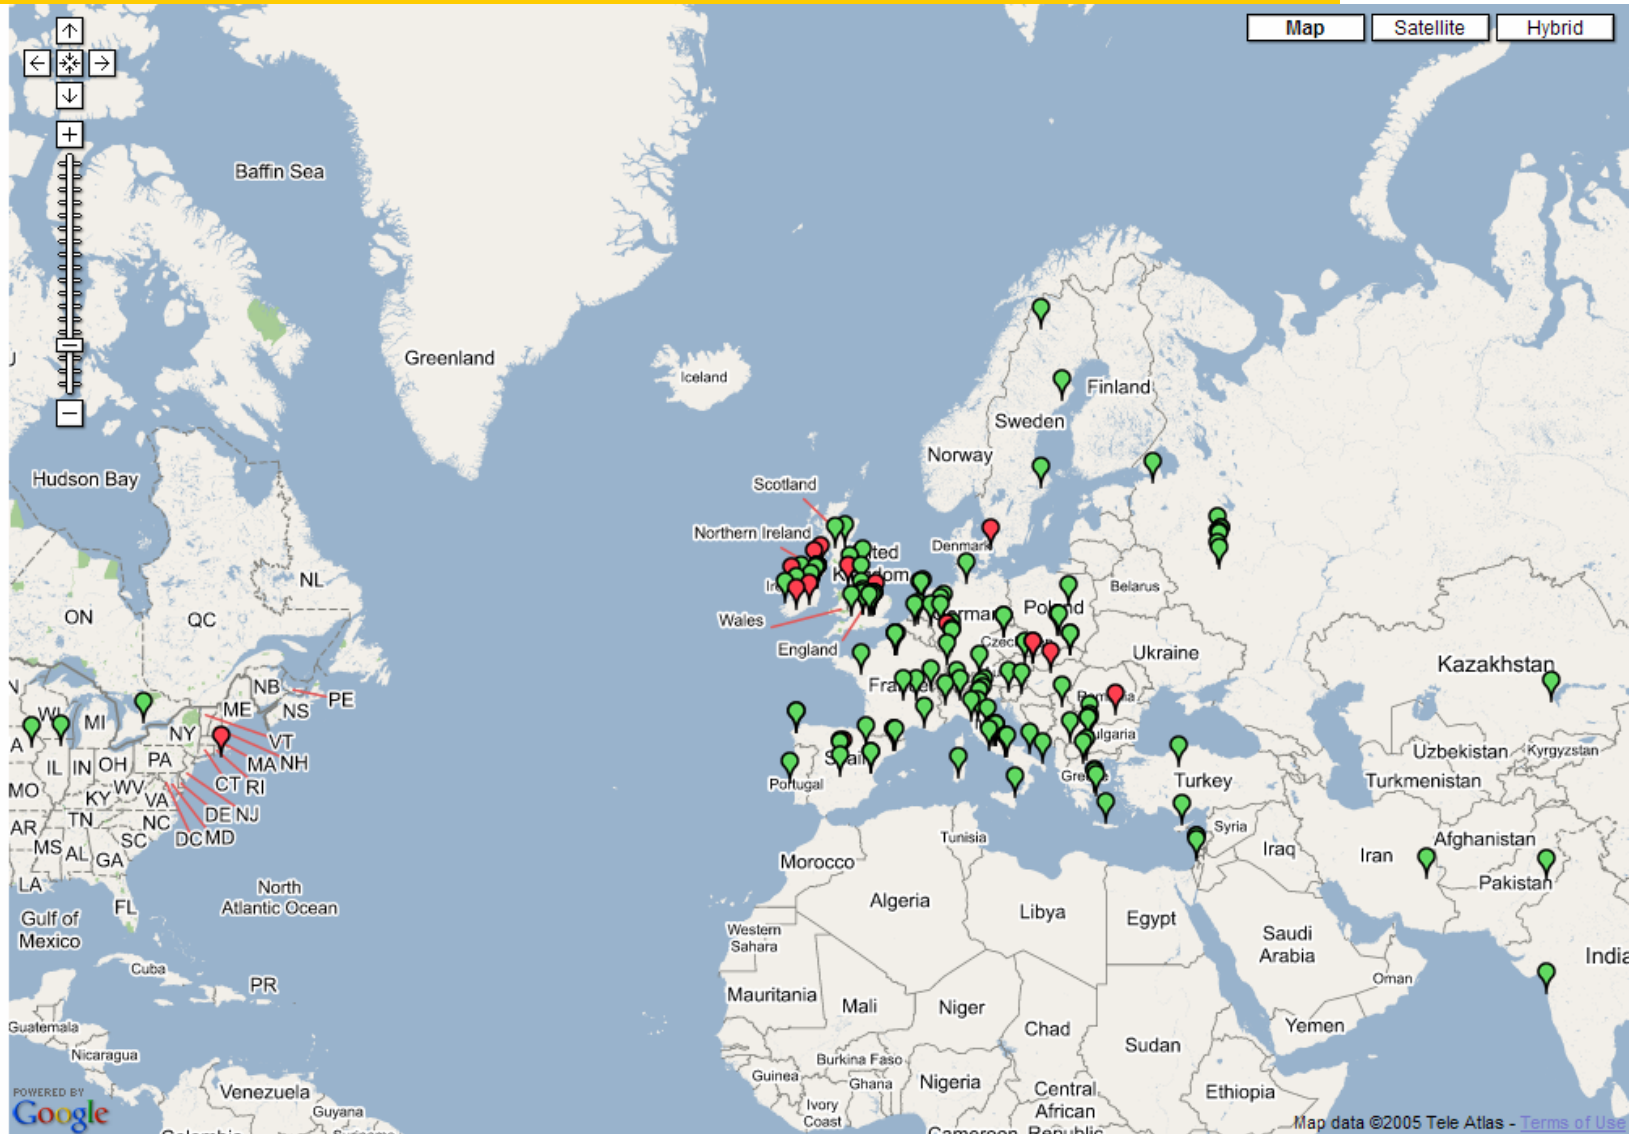 Map
Satellite
Hybrid
Baffin Sea
Greenland
Iceland
Finland
Sweden
Norway
Hudson Bay
Scotland
Northern Ireland
Denmark
NL
Belarus
ON
QC
Wales
England
Ukraine
Kazakhstan
NB
PE
ME
NS
WI
MI
NY
VT
MA
NH
IL
IN
OH
PA
CT
RI
MO
KY
WV
VA
DE
NJ
TN
NC
DC
MD
AR
SC
MS
AL
GA
LA
FL
Gulf of
Mexico
North
Atlantic Ocean
Cuba
PR
Guatemala
Nicaragua
Venezuela
Guyana
Portugal
Turkey
Uzbekistan
Kyrgyzstan
Turkmenistan
Tunisia
Syria
Iraq
Iran
Afghanistan
Pakistan
Morocco
Algeria
Libya
Egypt
Saudi
Arabia
India
Western
Sahara
Oman
Mauritania
Mali
Niger
Chad
Sudan
Yemen
Burkina Faso
Guinea
Ghana
Nigeria
Central
African
Republic
Ivory
Coast
Cameroon
Ethiopia
POWERED BY
Google
Map data ©2005 Tele Atlas - Terms of Use